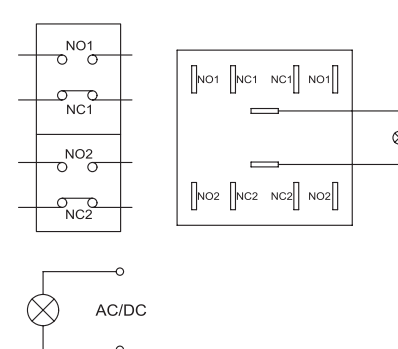 NO1
NC1
NO2
NC2
NO1 NC1 NC1 NO1
NO2 NC2 NC2 NO2
AC/DC